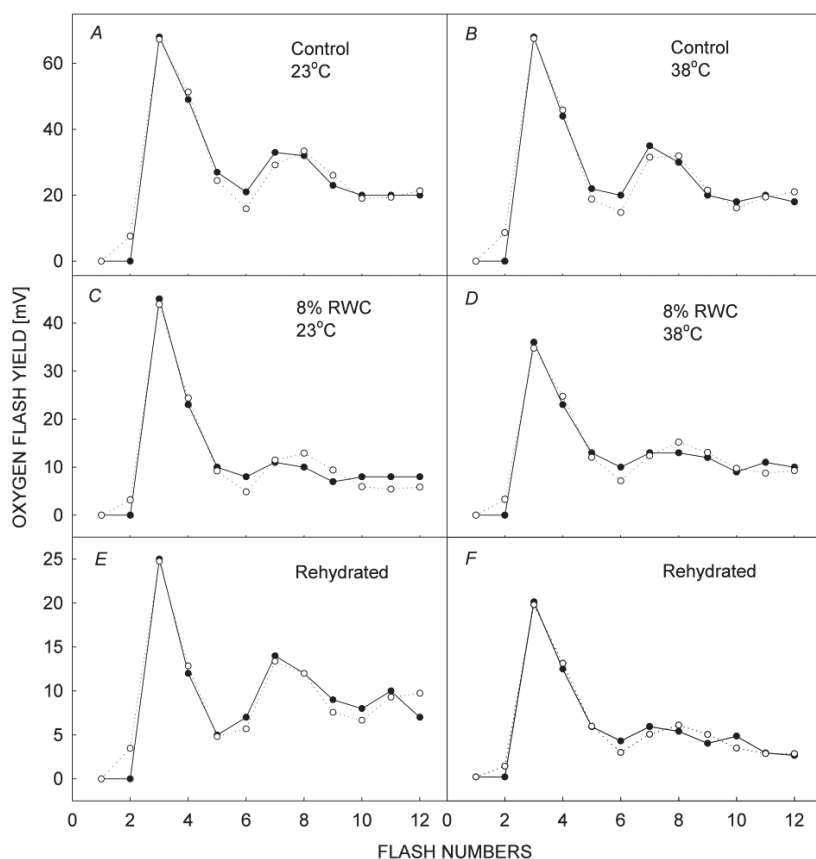 A
Control
23°C
B
Control
38°C
60
40
20
0
C
8% RWC
23°C
D
8% RWC
38°C
40
30
20
10
0
E
Rehydrated
F
Rehydrated
25
20
15
10
5
0
OXYGEN FLASH YIELD [mV]
0 2 4 6 8 10 12 0 2 4 6 8 10 12
FLASH NUMBERS